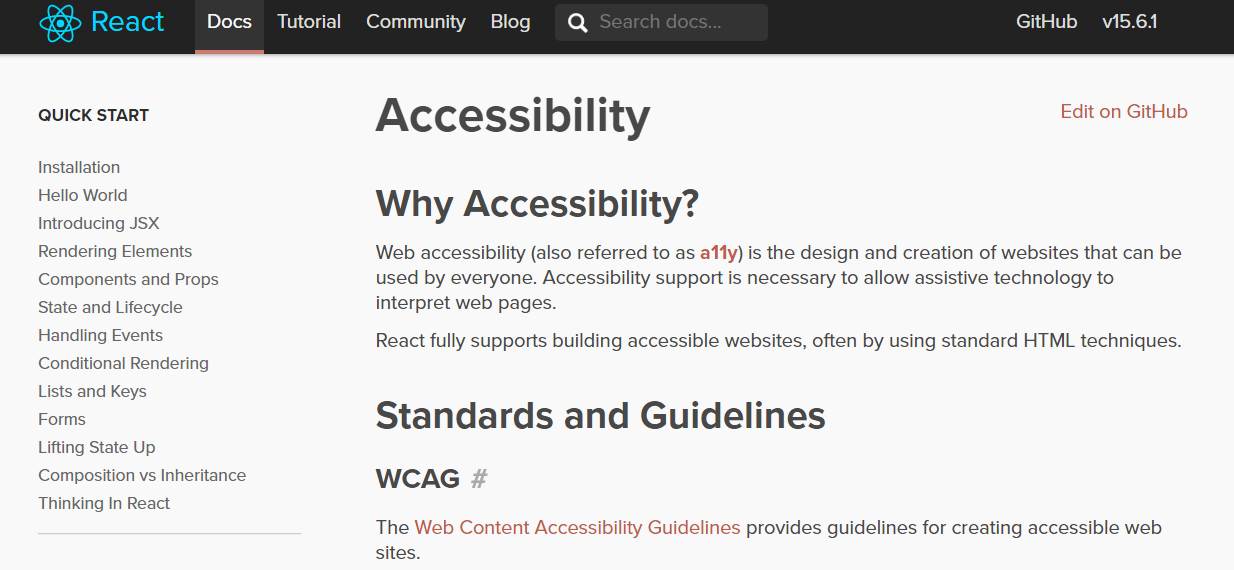 React Docs Tutorial Community Blog Search docs... GitHub v15.6.1
QUICK START
Installation
Hello World
Introducing JSX
Rendering Elements
Components and Props
State and Lifecycle
Handling Events
Conditional Rendering
Lists and Keys
Forms
Lifting State Up
Composition vs Inheritance
Thinking In React
Accessibility
Edit on GitHub
Why Accessibility?
Web accessibility (also referred to as a11y) is the design and creation of websites that can be
used by everyone. Accessibility support is necessary to allow assistive technology to
interpret web pages.
React fully supports building accessible websites, often by using standard HTML techniques.
Standards and Guidelines
WCAG #
The Web Content Accessibility Guidelines provides guidelines for creating accessible web
sites.